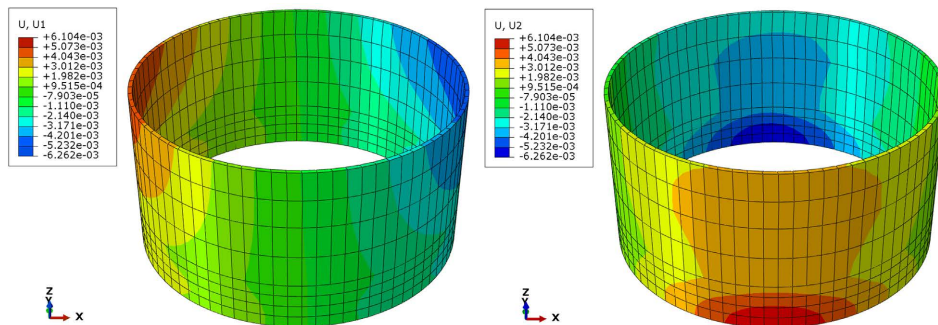 U, U1
+6.104e-03
+5.073e-03
+4.043e-03
+3.012e-03
+1.982e-03
+9.515e-04
-7.903e-05
-1.110e-03
-2.140e-03
-3.171e-03
-4.201e-03
-5.232e-03
-6.262e-03
Z
Y
X
U, U2
+6.104e-03
+5.073e-03
+4.043e-03
+3.012e-03
+1.982e-03
+9.515e-04
-7.903e-05
-1.110e-03
-2.140e-03
-3.171e-03
-4.201e-03
-5.232e-03
-6.262e-03
Z
Y
X